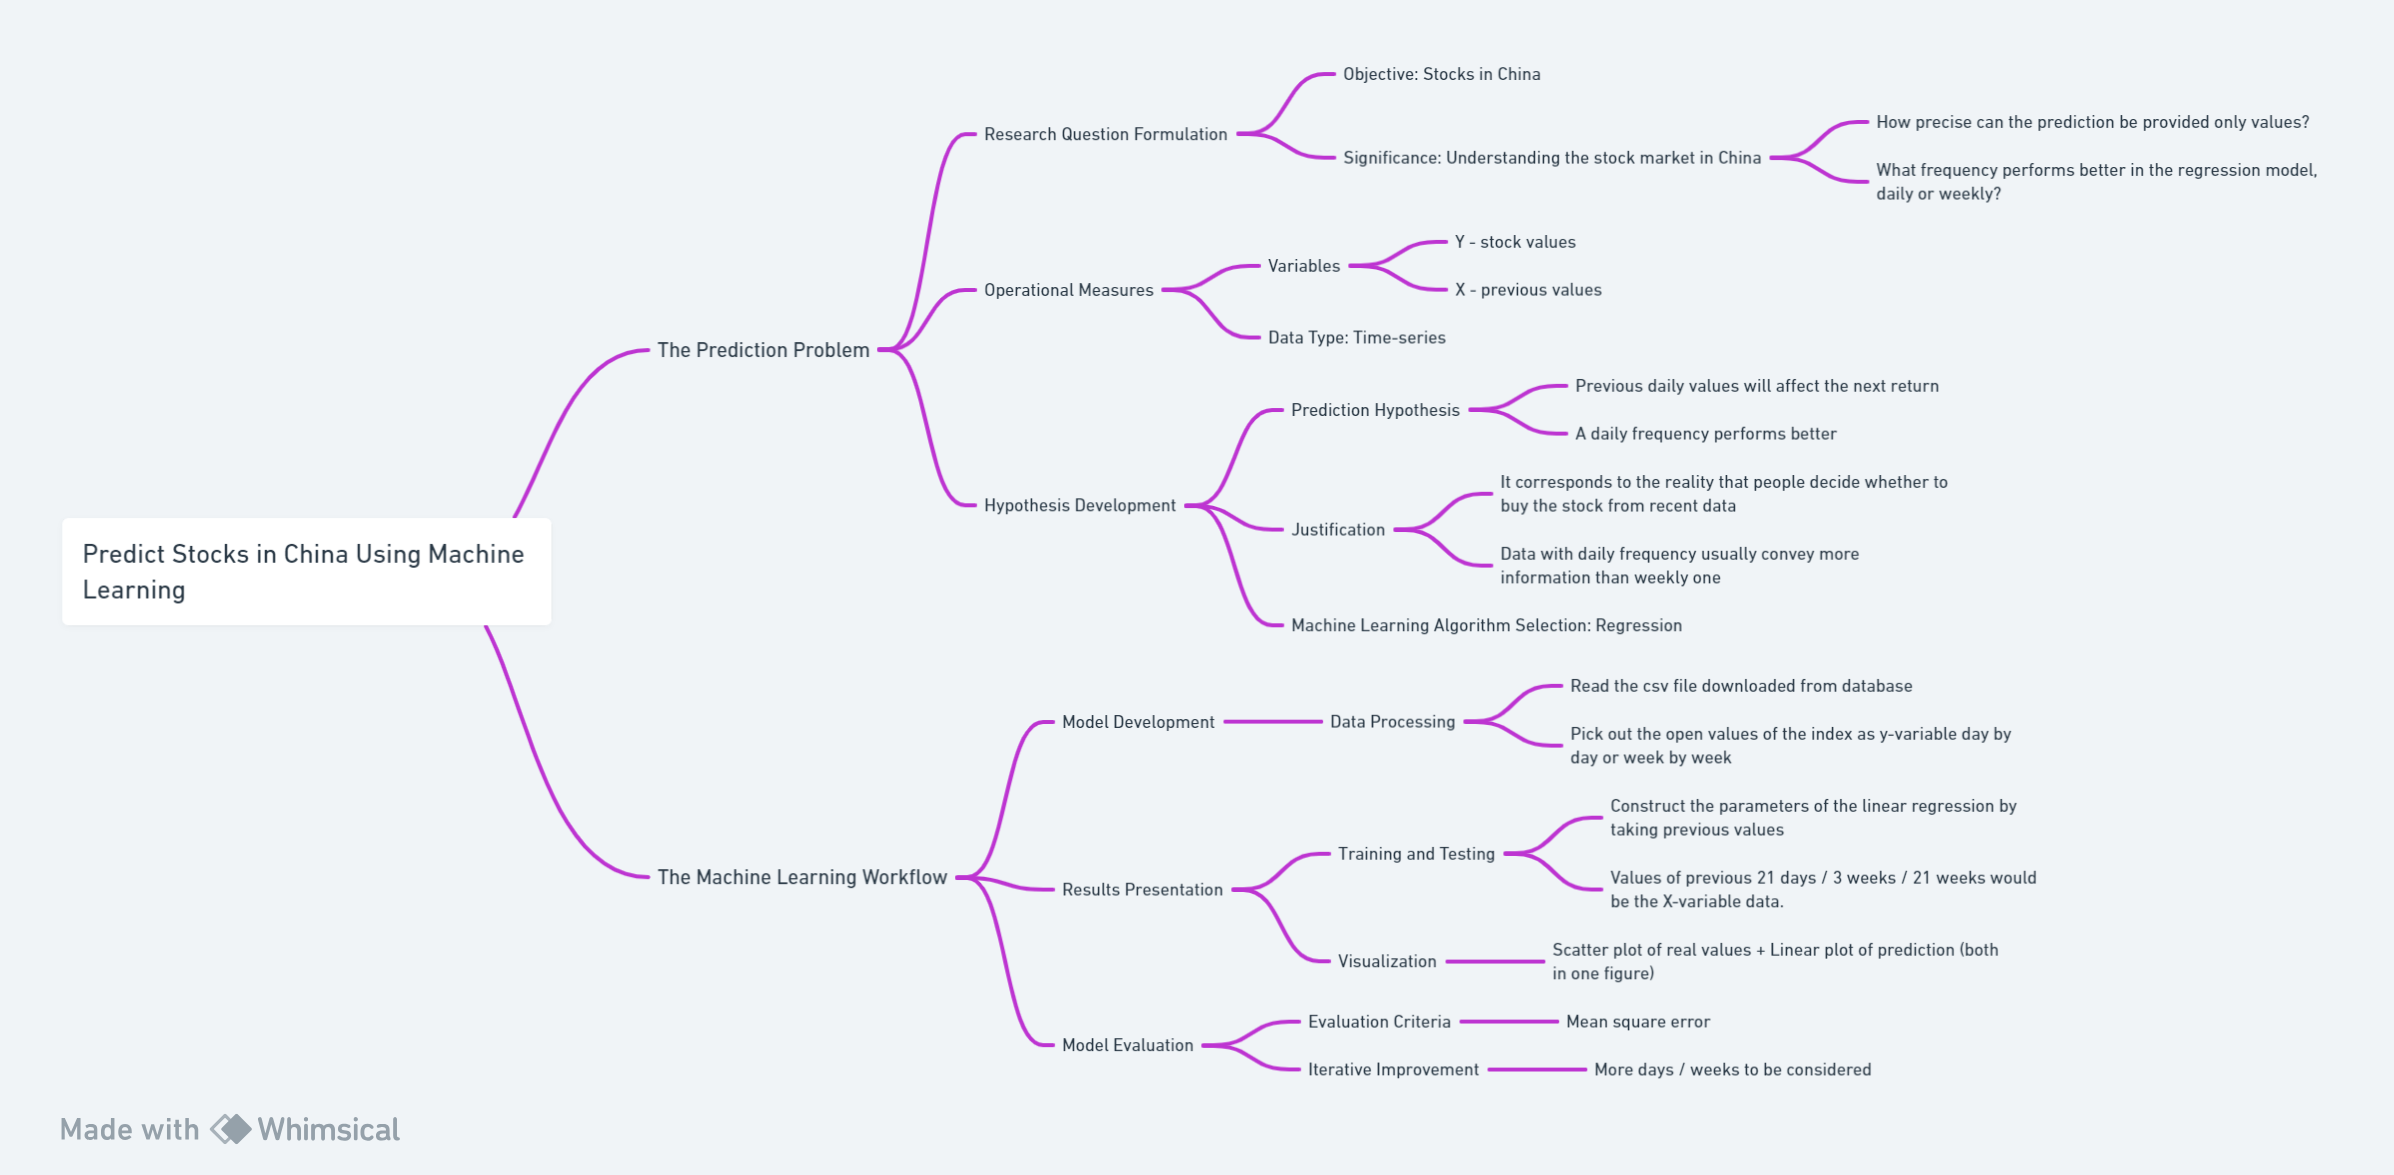 Predict Stocks in China Using Machine
Learning
The Prediction Problem
Research Question Formulation
Objective: Stocks in China
Significance: Understanding the stock market in China
How precise can the prediction be provided only values?
What frequency performs better in the regression model,
daily or weekly?
Operational Measures
Variables
Y - stock values
X - previous values
Data Type: Time-series
Hypothesis Development
Prediction Hypothesis
Previous daily values will affect the next return
A daily frequency performs better
Justification
It corresponds to the reality that people decide whether to
buy the stock from recent data
Data with daily frequency usually convey more
information than weekly one
Machine Learning Algorithm Selection: Regression
The Machine Learning Workflow
Model Development
Data Processing
Read the csv file downloaded from database
Pick out the open values of the index as y-variable day by
day or week by week
Results Presentation
Training and Testing
Construct the parameters of the linear regression by
taking previous values
Values of previous 21 days / 3 weeks / 21 weeks would
be the X-variable data.
Visualization
Scatter plot of real values + Linear plot of prediction (both
in one figure)
Model Evaluation
Evaluation Criteria
Mean square error
Iterative Improvement
More days / weeks to be considered
Made with Whimsical